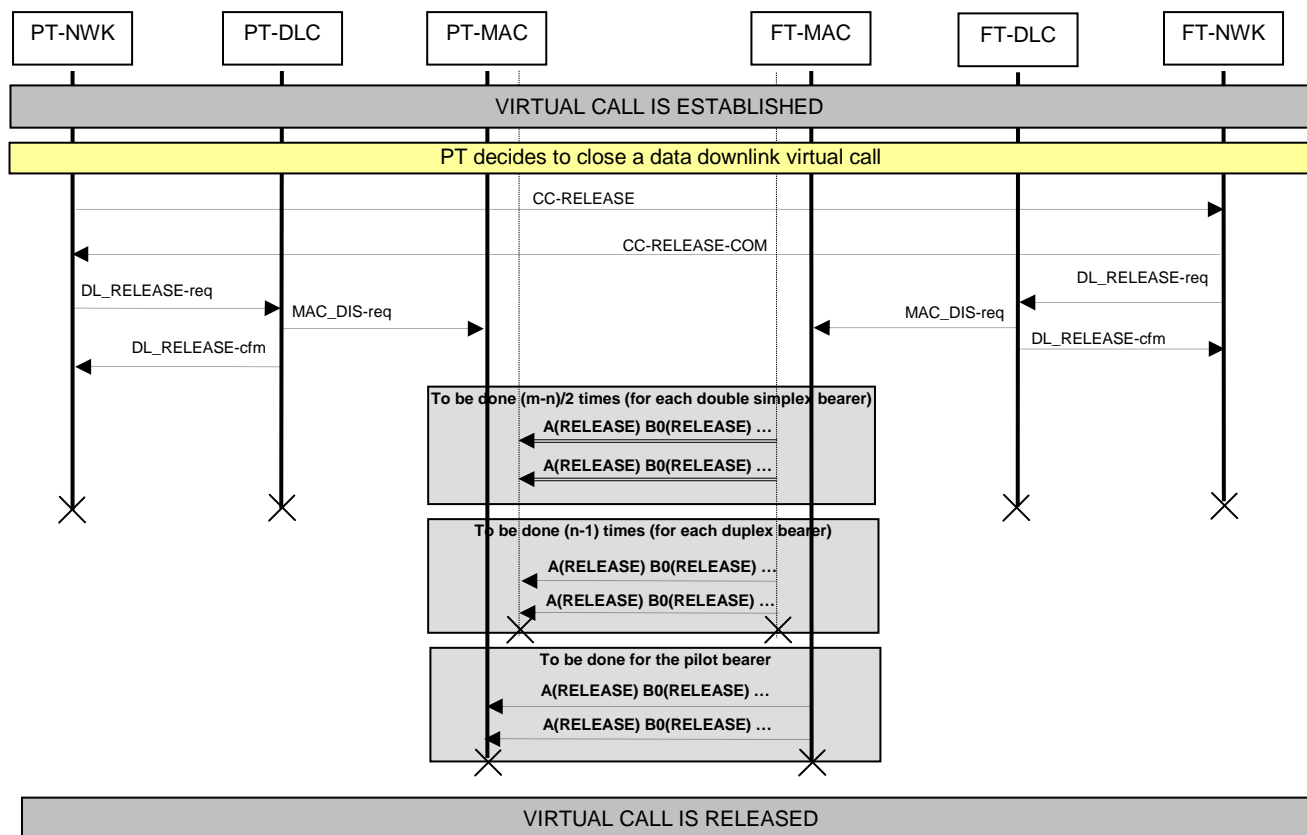 PT-NWK PT-DLC PT-MAC FT-MAC FT-DLC FT-NWK
VIRTUAL CALL IS ESTABLISHED
PT decides to close a data downlink virtual call
CC-RELEASE
CC-RELEASE-COM
DL_RELEASE-req
DL_RELEASE-req
MAC_DIS-req
MAC_DIS-req
DL_RELEASE-cfm
DL_RELEASE-cfm
To be done (m-n)/2 times (for each double simplex bearer)
A(RELEASE) B0(RELEASE) …
A(RELEASE) B0(RELEASE) …
To be done (n-1) times (for each duplex bearer)
A(RELEASE) B0(RELEASE) …
A(RELEASE) B0(RELEASE) …
To be done for the pilot bearer
A(RELEASE) B0(RELEASE) …
A(RELEASE) B0(RELEASE) …
VIRTUAL CALL IS RELEASED